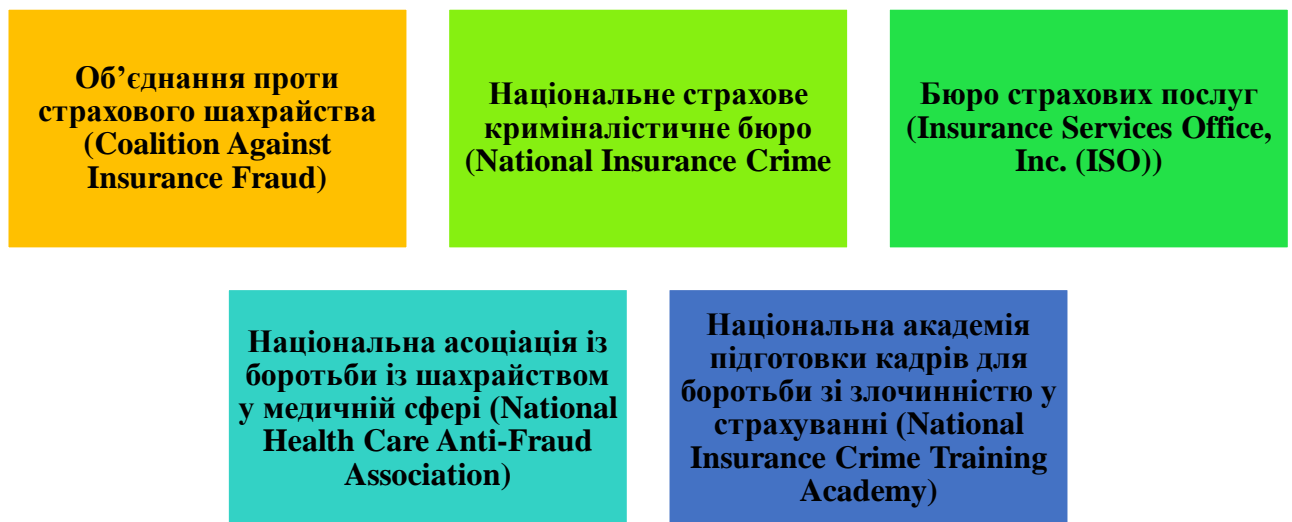 Об’єднання проти
страхового шахрайства
(Coalition Against
Insurance Fraud)
Національне страхове
криміналістичне бюро
(National Insurance Crime
Бюро страхових послуг
(Insurance Services Office,
Inc. (ISO))
Національна асоціація із
боротьби із шахрайством
у медичній сфері (National
Health Care Anti-Fraud
Association)
Національна академія
підготовки кадрів для
боротьби зі злочинністю у
страхуванні (National
Insurance Crime Training
Academy)